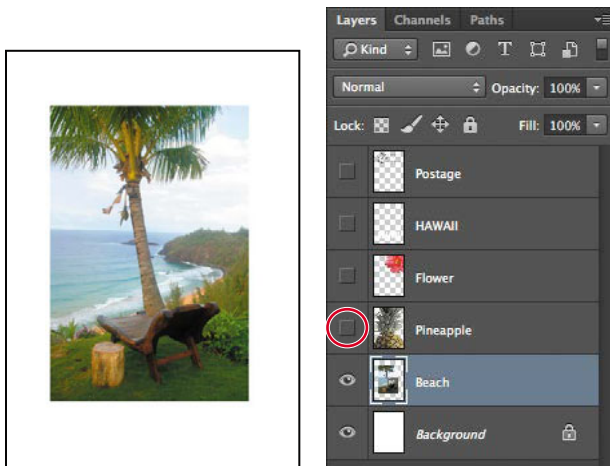 Layers Channels Paths
Kind
Normal Opacity: 100%
Lock: Fill: 100%
Postage
HAWAII
Flower
Pineapple
Beach
Background